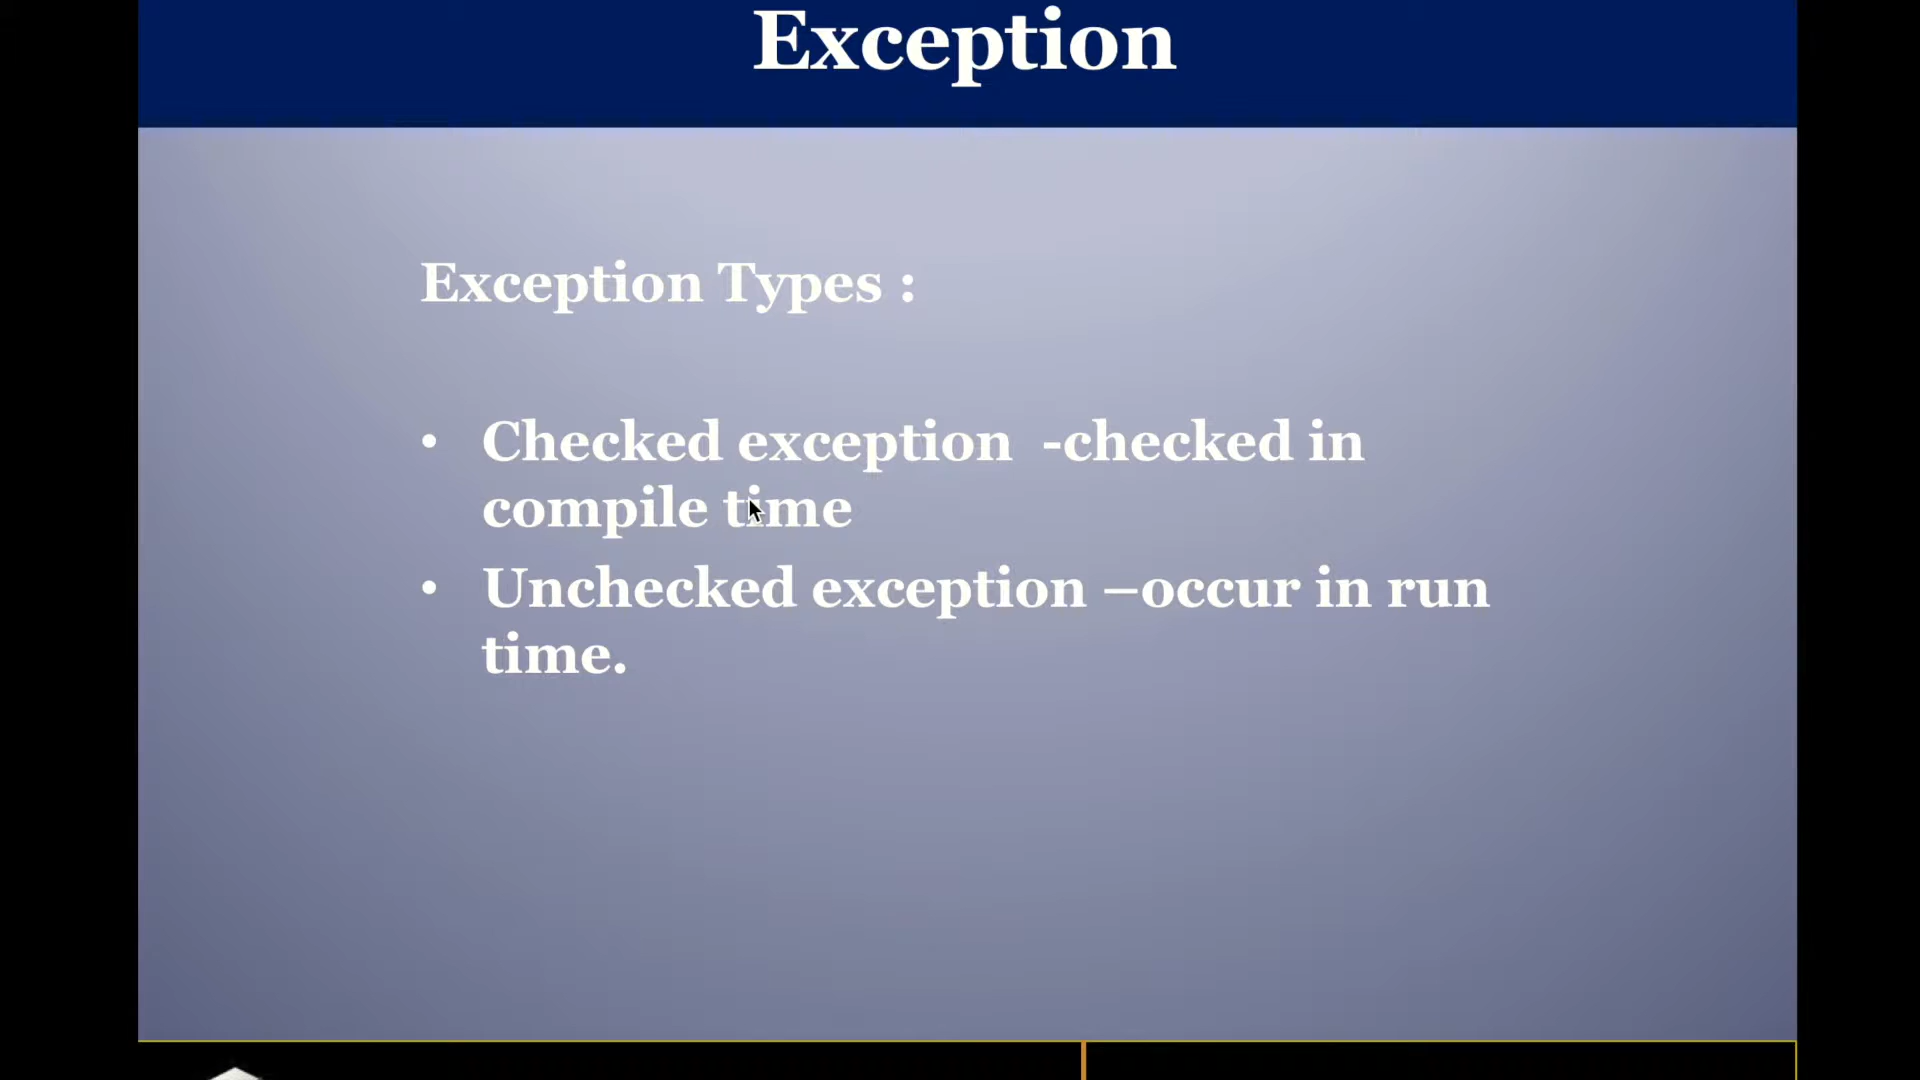 Exception
Exception Types :
• Checked exception  -checked in
compile time
• Unchecked exception –occur in run
time.